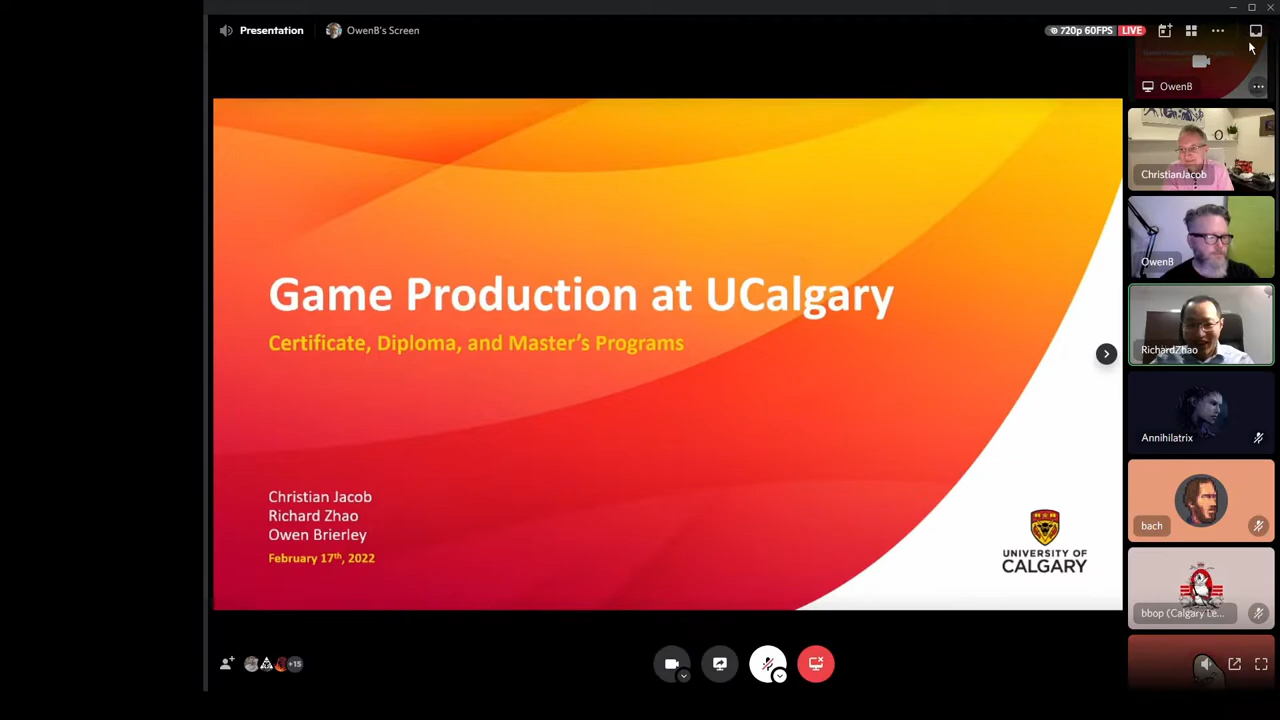 Presentation
OwenB's Screen
720p 60FPS
LIVE
OwenB
ChristianJacob
OwenB
RichardZhao
Annihilatrix
bach
bbop (Calgary Le...
Game Production at UCalgary
Certificate, Diploma, and Master's Programs
Christian Jacob
Richard Zhao
Owen Brierley
February 17th, 2022
UNIVERSITY OF
CALGARY
+15